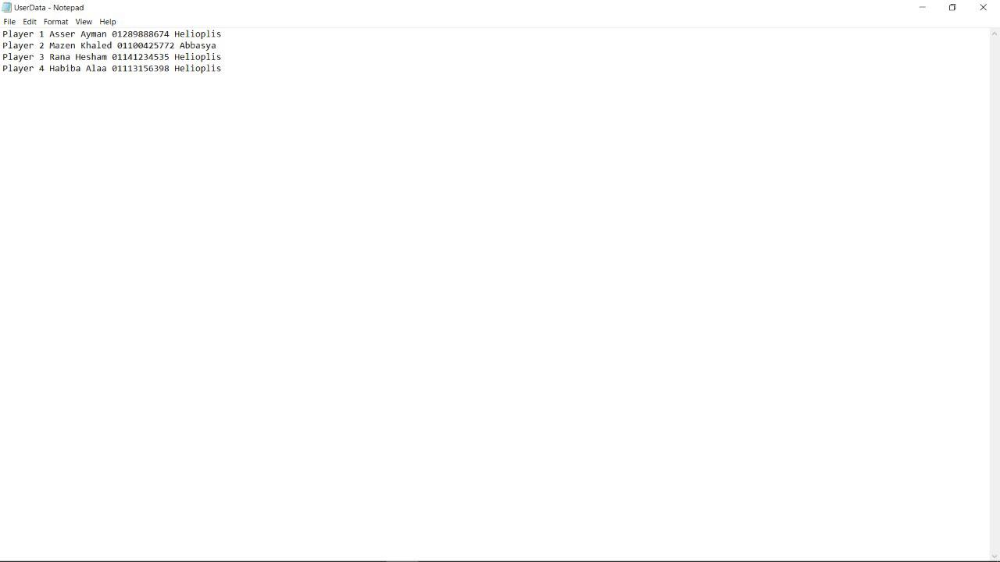 UserData - Notepad
File Edit Format View Help
Player 1 Asser Ayman 01289888674 Helioplis
Player 2 Mazen Khaled 01100425772 Abbasya
Player 3 Rana Hesham 01141234535 Helioplis
Player 4 Habiba Alaa 01113156398 Helioplis